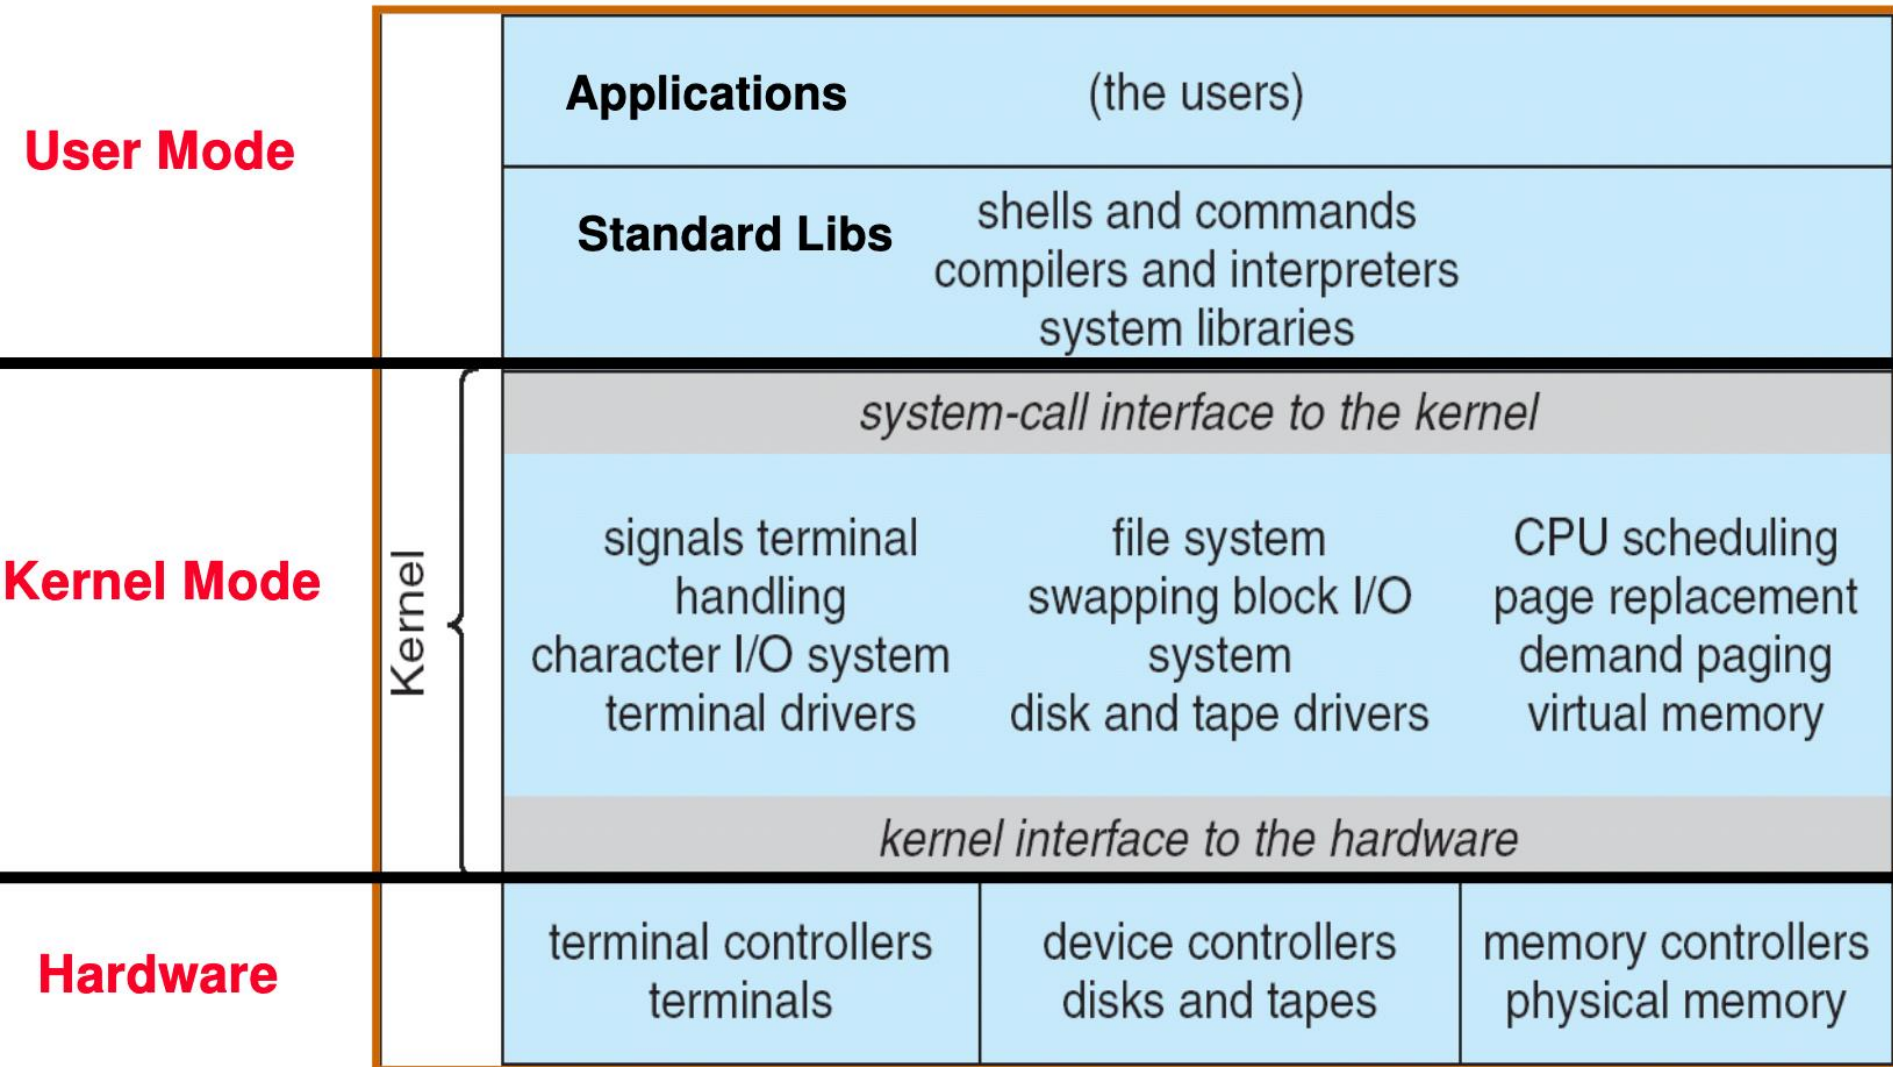 User Mode
Applications
(the users)
Standard Libs
shells and commands
compilers and interpreters
system libraries
Kernel Mode
Kernel
system-call interface to the kernel
signals terminal
handling
character I/O system
terminal drivers
file system
swapping block I/O
system
disk and tape drivers
CPU scheduling
page replacement
demand paging
virtual memory
kernel interface to the hardware
Hardware
terminal controllers
terminals
device controllers
disks and tapes
memory controllers
physical memory